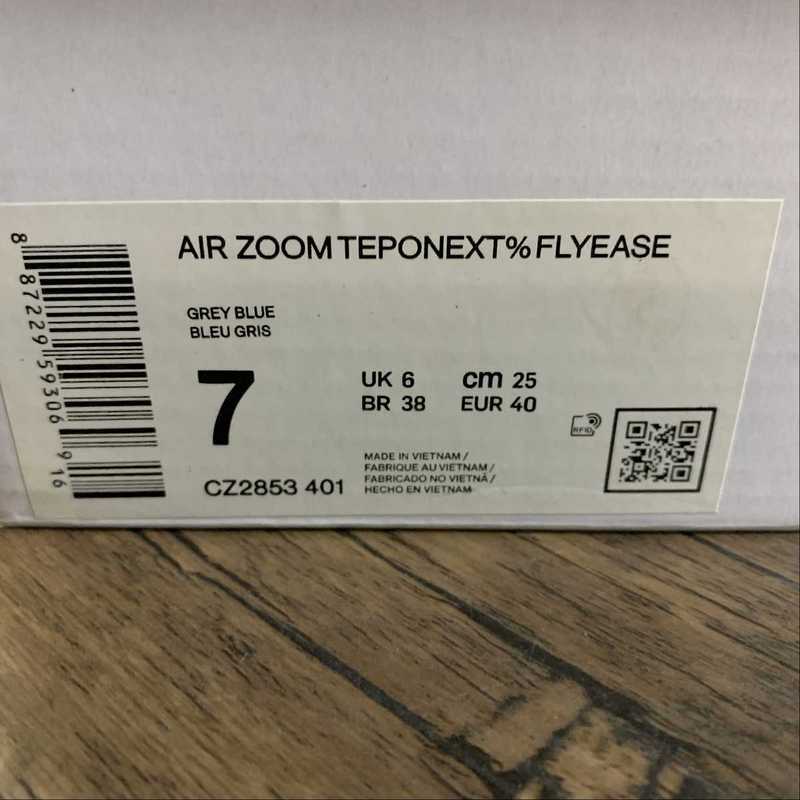 AIR ZOOM TEPONEXT% FLYEASE
GREY BLUE
BLEU GRIS
7
UK 6 cm 25
BR 38 EUR 40
CZ2853 401
MADE IN VIETNAM /
FABRIQUE AU VIETNAM /
FABRICADO NO VIETNÃ /
HECHO EN VIETNAM
RFID
8 87229 59306 9 16